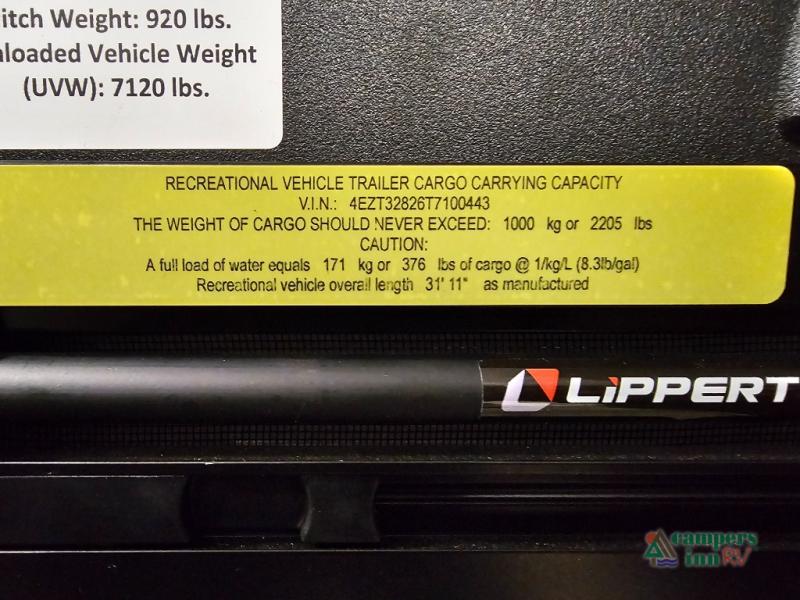 itch Weight: 920 lbs.
nloaded Vehicle Weight
(UVW): 7120 lbs.
RECREATIONAL VEHICLE TRAILER CARGO CARRYING CAPACITY
V.I.N.: 4EZT32826T7100443
THE WEIGHT OF CARGO SHOULD NEVER EXCEED: 1000 kg or 2205 lbs
CAUTION:
A full load of water equals 171 kg or 376 lbs of cargo @ 1/kg/L (8.3lb/gal)
Recreational vehicle overall length 31' 11" as manufactured
LIPPERT
campers
inn RV